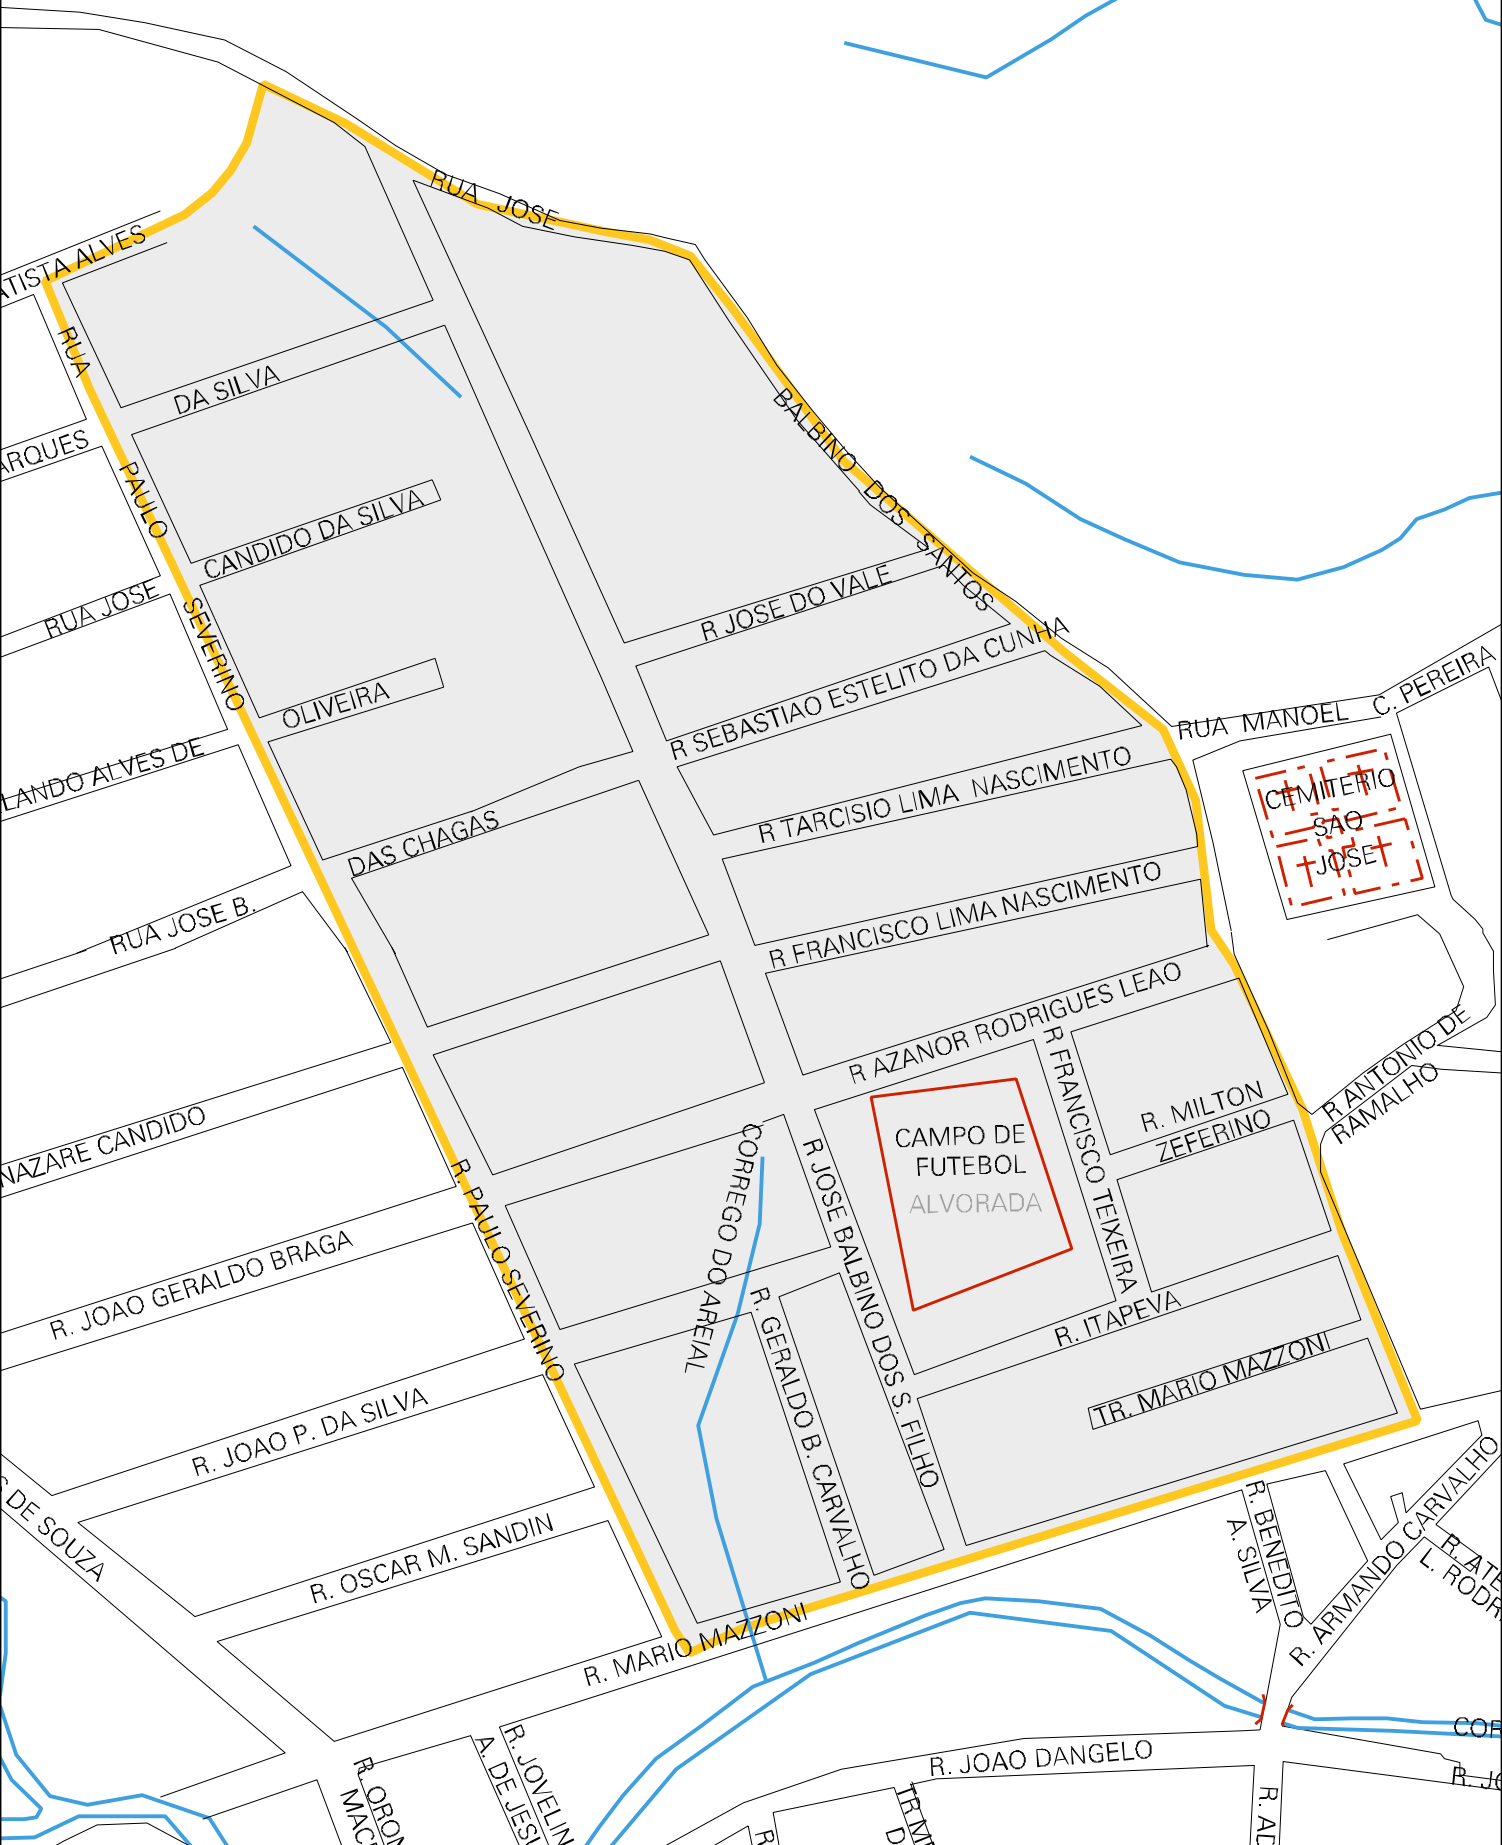 RUA JOSE
BALBINO DOS SANTOS
ALVES
RUA
PAULO
SEVERINO
DA SILVA
CANDIDO DA SILVA
RUA JOSE
OLIVEIRA
ALVES DE
DAS CHAGAS
RUA JOSE B.
R JOSE DO VALE
R SEBASTIAO ESTELITO DA CUNHA
R TARCISIO LIMA NASCIMENTO
R FRANCISCO LIMA NASCIMENTO
R AZANOR RODRIGUES LEAO
RUA MANOEL C. PEREIRA
CEMITERIO
SAO
JOSE
R ANTONIO DE
RAMALHO
R FRANCISCO TEIXEIRA
R. MILTON
ZEFERINO
CAMPO DE
FUTEBOL
ALVORADA
R JOSE BALBINO DOS S. FILHO
CORREGO DO AREIAL
NAZARE CANDIDO
R. PAULO SEVERINO
R. JOAO GERALDO BRAGA
R. GERALDO B. CARVALHO
R. ITAPEVA
TR. MARIO MAZZONI
R. JOAO P. DA SILVA
R. OSCAR M. SANDIN
DE SOUZA
R. MARIO MAZZONI
R. BENEDITO
A. SILVA
R. ARMANDO CARVALHO
R. JOAO DANGELO